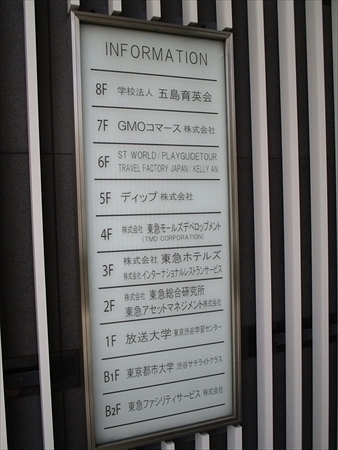 INFORMATION
8F 学校法人 五島育英会
7F GMOコマース 株式会社
6F ST WORLD/PLAYGUIDETOUR
TRAVEL FACTORY JAPAN/KELLY AN
5F ディップ 株式会社
4F 株式会社 東急モールズデベロップメント
(TMD CORPORATION)
3F 株式会社 東急ホテルズ
株式会社 インターナショナルレストランサービス
2F 株式会社 東急総合研究所
東急アセットマネジメント株式会社
1F 放送大学 東京渋谷学習センター
B1F 東京都市大学 渋谷サテライトクラス
B2F 東急ファシリティサービス 株式会社